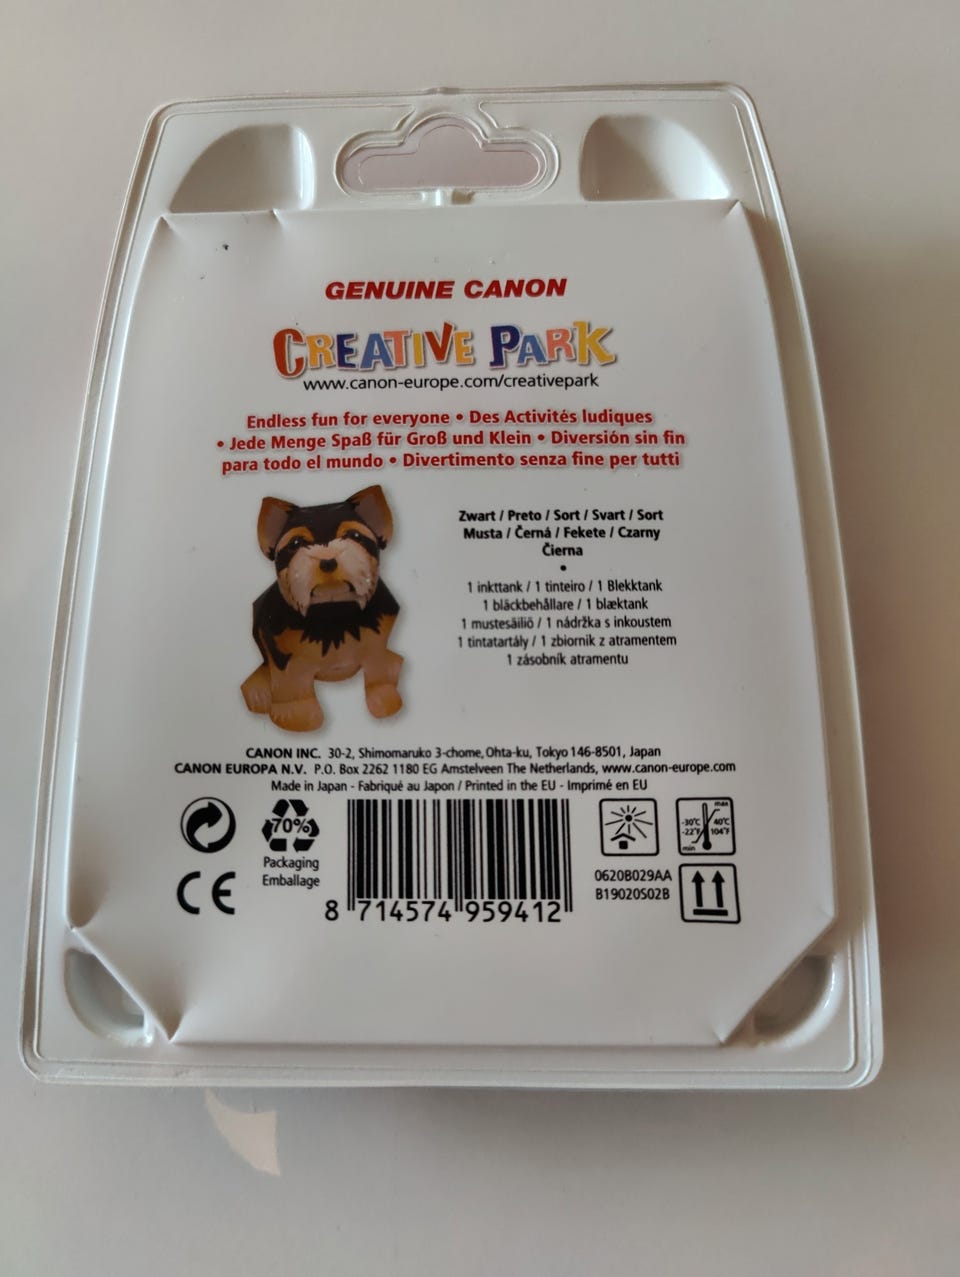 GENUINE CANON
CREATIVE PARK
www.canon-europe.com/creativepark
Endless fun for everyone • Des Activités ludiques
• Jede Menge Spaß für Groß und Klein • Diversión sin fin
para todo el mundo • Divertimento senza fine per tutti
Zwart / Preto / Sort / Svart / Sort
Musta / Černá / Fekete / Czarny
Čierna
•
1 inkttank / 1 tinteiro / 1 Blekktank
1 bläckbehållare / 1 blæktank
1 mustesäiliö / 1 nádržka s inkoustem
1 tintatartály / 1 zbiornik z atramentem
1 zásobník atramentu
CANON INC. 30-2, Shimomaruko 3-chome, Ohta-ku, Tokyo 146-8501, Japan
CANON EUROPA N.V. P.O. Box 2262 1180 EG Amstelveen The Netherlands, www.canon-europe.com
Made in Japan - Fabriqué au Japon / Printed in the EU - Imprimé en EU
70%
Packaging
Emballage
CE
8 714574 959412
max
-30°C 40°C
-22°F 104°F
min
0620B029AA
B19020S02B